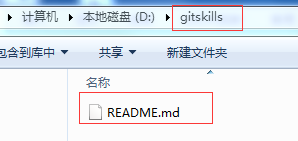 计算机 ▸ 本地磁盘 (D:) ▸ gitskills
包含到库中 ▾ 共享 ▾ 新建文件夹
名称
README.md